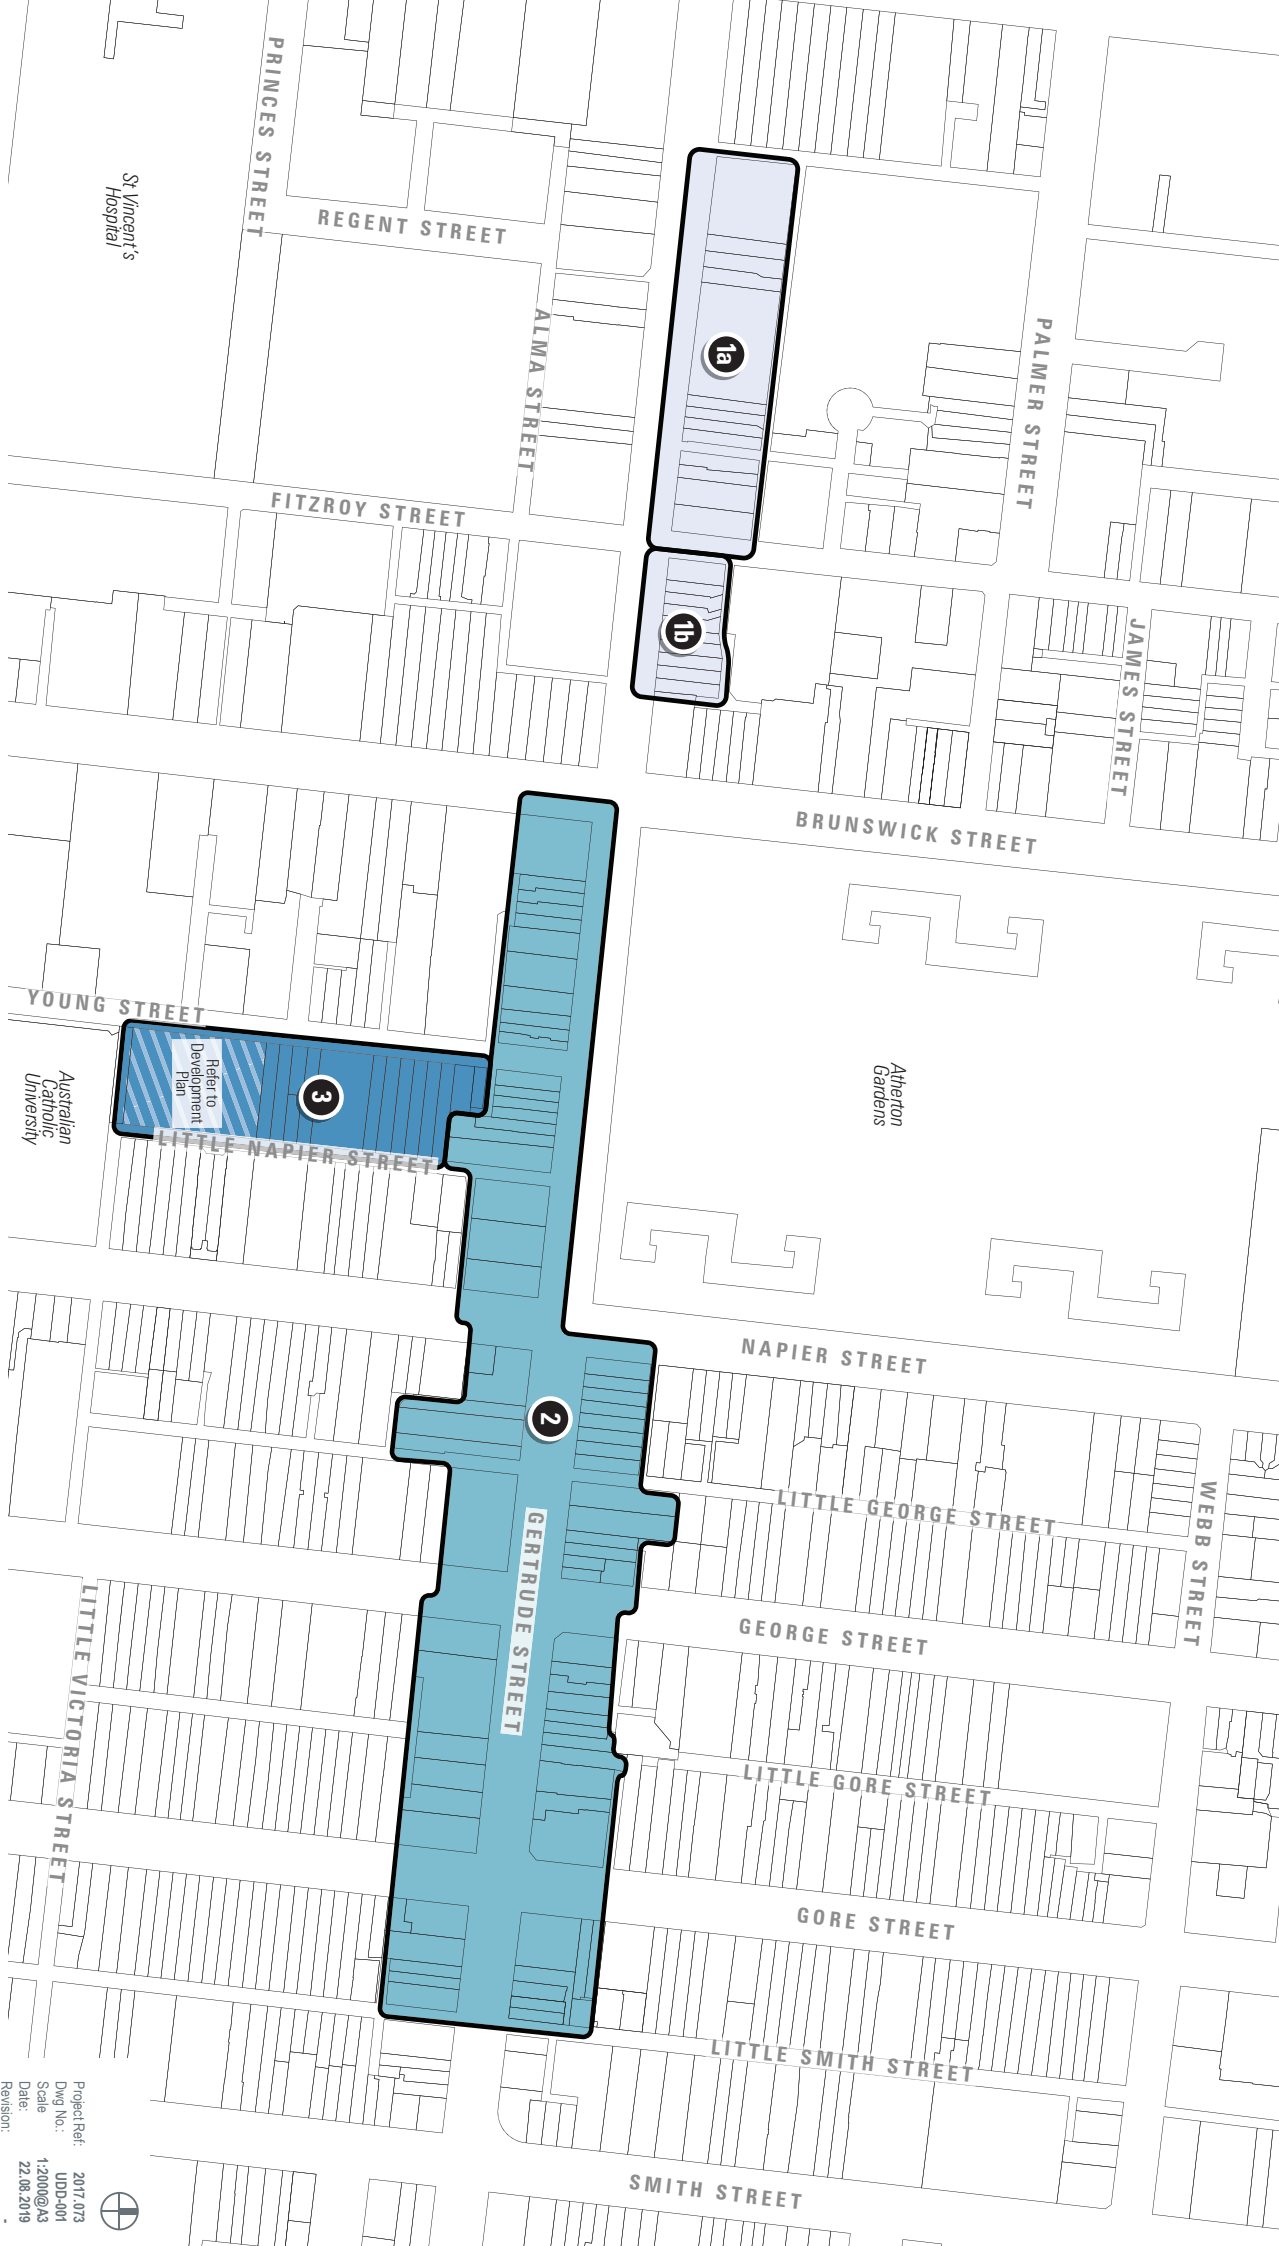 PRINCES STREET
St Vincent's
Hospital
REGENT STREET
ALMA STREET
PALMER STREET
1a
FITZROY STREET
1b
JAMES STREET
BRUNSWICK STREET
YOUNG STREET
Refer to
Development
Plan
3
LITTLE NAPIER STREET
Australian
Catholic
University
Atherton
Gardens
NAPIER STREET
2
GERTRUDE STREET
LITTLE GEORGE STREET
WEBB STREET
GEORGE STREET
LITTLE VICTORIA STREET
LITTLE GORE STREET
GORE STREET
LITTLE SMITH STREET
SMITH STREET
Project Ref: 2017.073
Dwg No.: UDD-001
Scale 1:2000@A3
Date: 22.08.2019
Revision: -